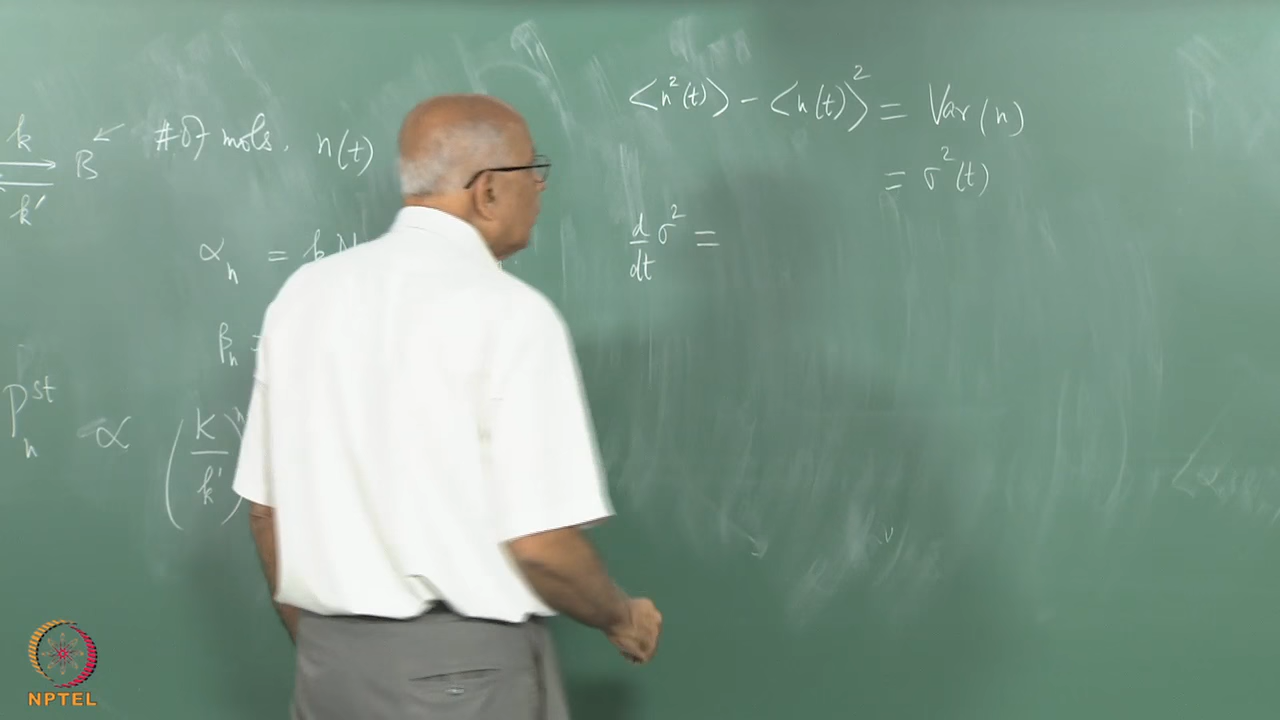 k
B ← # of mols. n(t)
k'
α_n = k N
β_n =
P_n^st ∝ (K/k')^n
⟨n²(t)⟩ − ⟨n(t)⟩² = Var(n)
= σ²(t)
d/dt σ² =
NPTEL